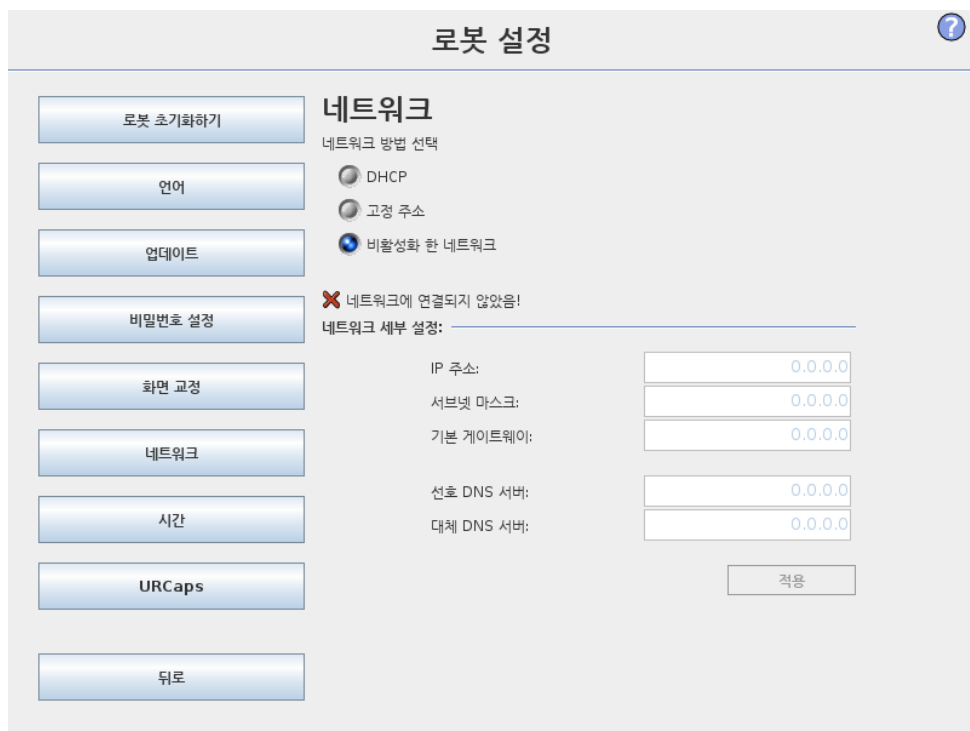 로봇 설정
?
로봇 초기화하기
언어
업데이트
비밀번호 설정
화면 교정
네트워크
시간
URCaps
뒤로
네트워크
네트워크 방법 선택
DHCP
고정 주소
비활성화 한 네트워크
네트워크에 연결되지 않았음!
네트워크 세부 설정:
IP 주소: 0.0.0.0
서브넷 마스크: 0.0.0.0
기본 게이트웨이: 0.0.0.0
선호 DNS 서버: 0.0.0.0
대체 DNS 서버: 0.0.0.0
적용